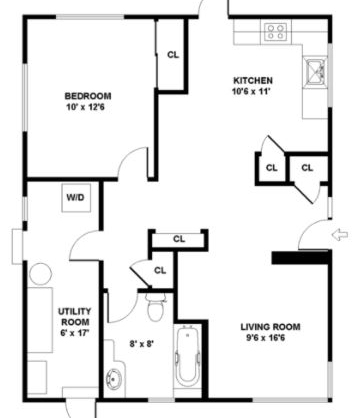 CL
KITCHEN
10'6 x 11'
BEDROOM
10' x 12'6
CL
CL
W/D
CL
CL
UTILITY
ROOM
6' x 17'
8' x 8'
LIVING ROOM
9'6 x 16'6